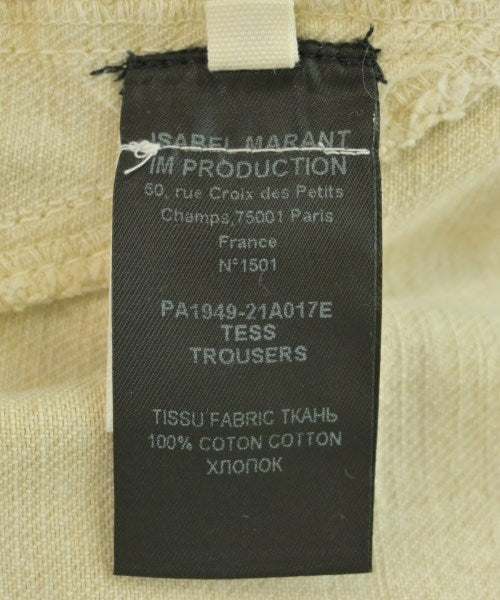 ISABEL MARANT
IM PRODUCTION
50, rue Croix des Petits
Champs,75001 Paris
France
N°1501
PA1949-21A017E
TESS
TROUSERS
TISSU FABRIC ТКАНЬ
100% COTON COTTON
ХЛОПОК